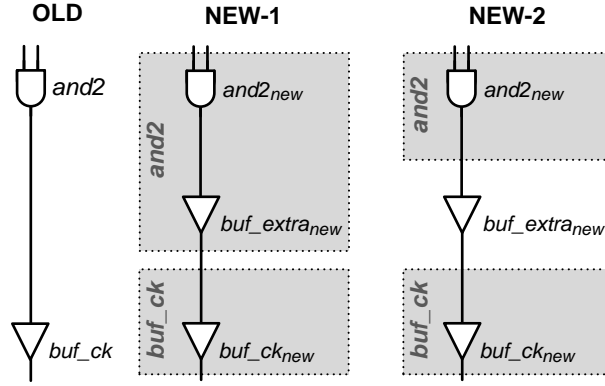 OLD
NEW-1
NEW-2
and2
and2new
and2new
and2
and2
buf_extranew
buf_extranew
buf_ck
buf_ck
buf_ck
buf_cknew
buf_cknew